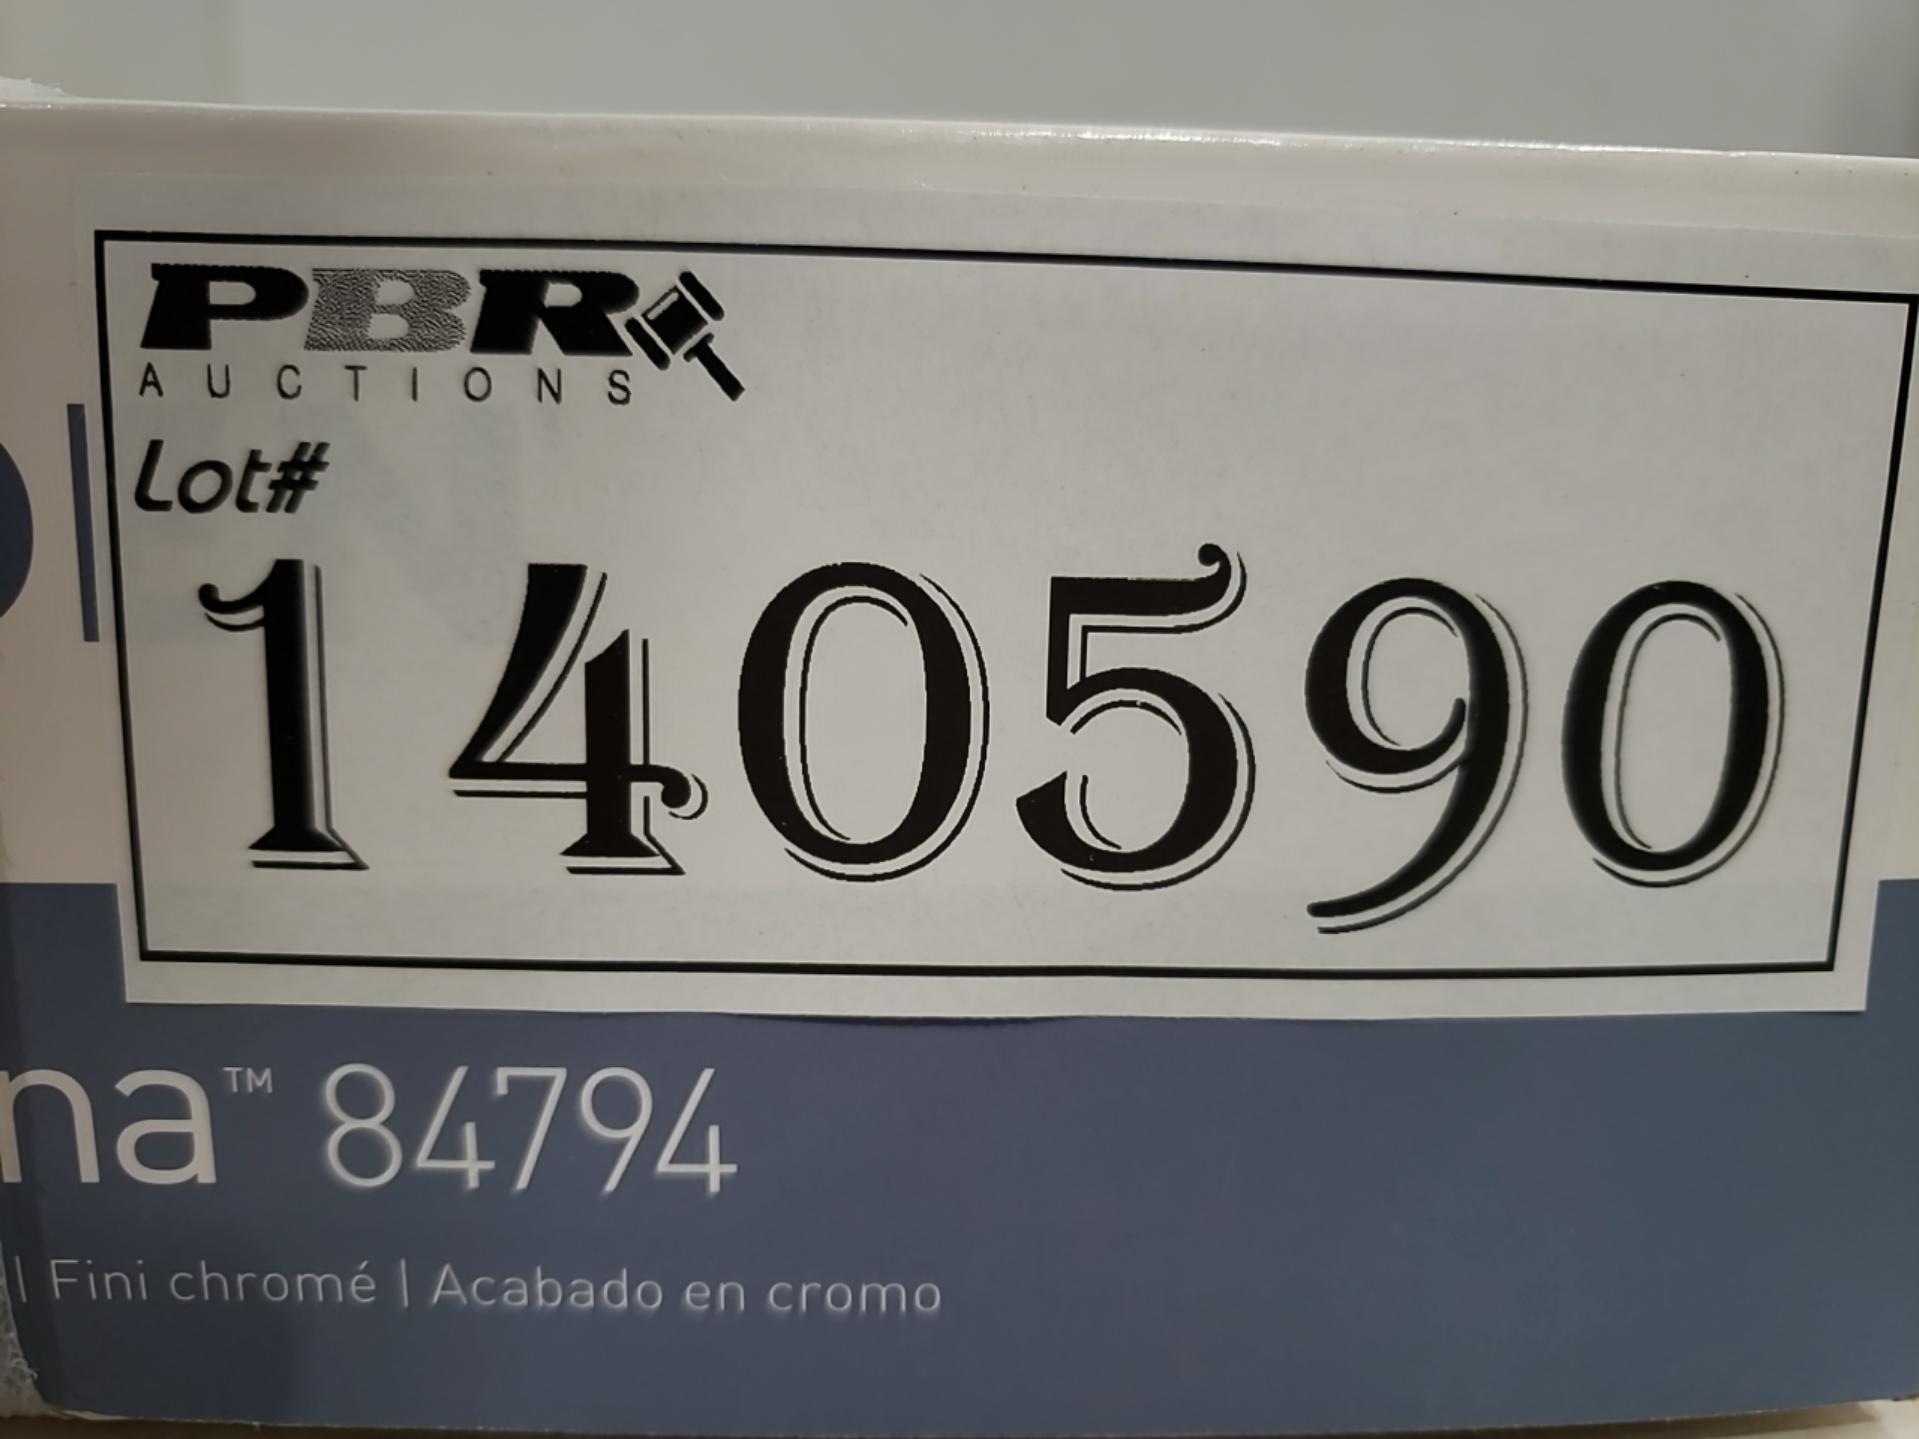 PBR
AUCTIONS
Lot#
140590
na™ 84794
| Fini chromé | Acabado en cromo